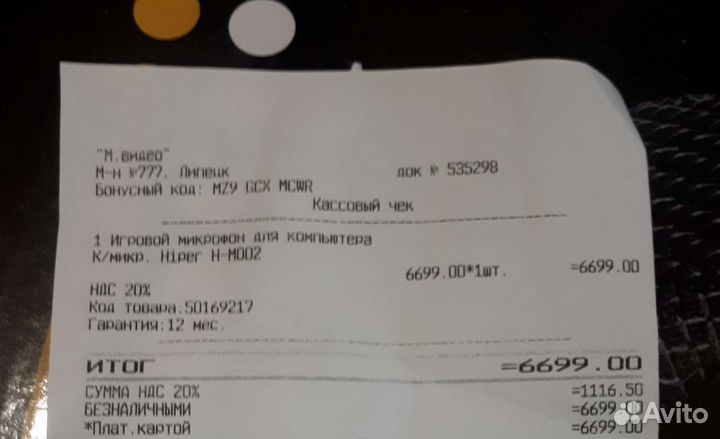 "М.видео"
М-н №777. Липецк док № 535298
Бонусный код: MZ9 GCX MCWR
Кассовый чек
1 Игровой микрофон для компьютера
К/микр. Hiper H-M002
6699.00*1шт. =6699.00
НДС 20%
Код товара:50169217
Гарантия:12 мес.
ИТОГ =6699.00
СУММА НДС 20% =1116.50
БЕЗНАЛИЧНЫМИ =6699.00
*Плат.картой =6699.00
Avito